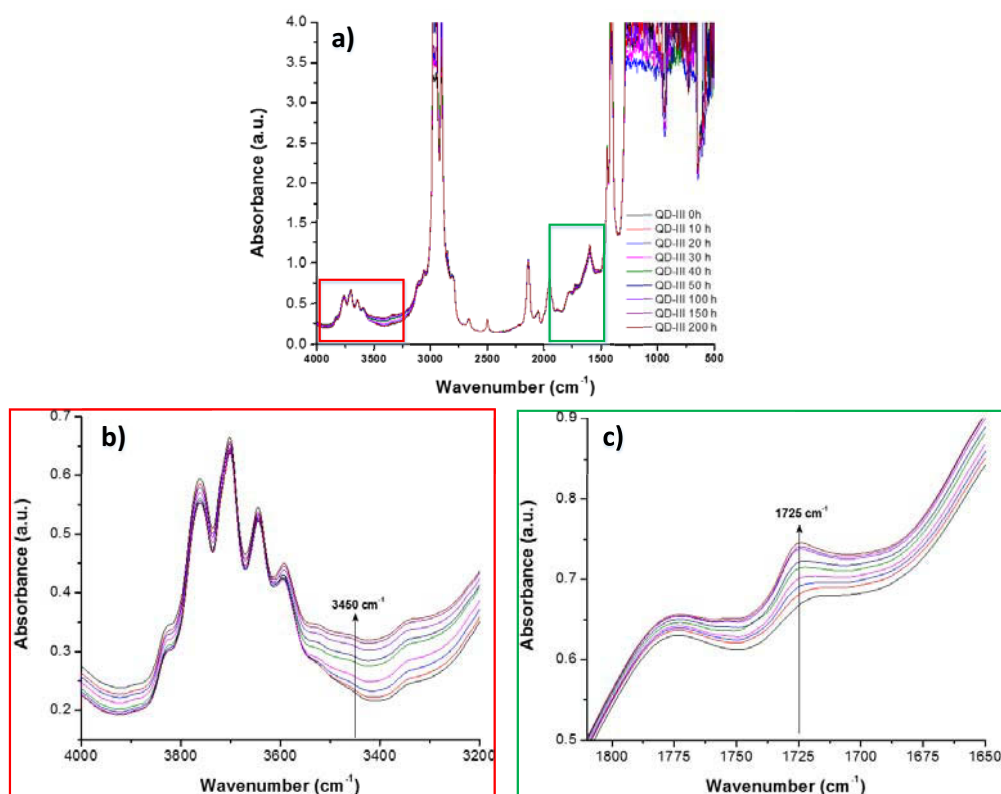 a)
Absorbance (a.u.)
4.0
3.5
3.0
2.5
2.0
1.5
1.0
0.5
0.0
QD-III 0h
QD-III 10 h
QD-III 20 h
QD-III 30 h
QD-III 40 h
QD-III 50 h
QD-III 100 h
QD-III 150 h
QD-III 200 h
4000 3500 3000 2500 2000 1500 1000 500
Wavenumber (cm-1)
b)
Absorbance (a.u.)
0.7
0.6
0.5
0.4
0.3
0.2
3450 cm-1
4000 3800 3600 3400 3200
Wavenumber (cm-1)
c)
Absorbance (a.u.)
0.9
0.8
0.7
0.6
0.5
1725 cm-1
1800 1775 1750 1725 1700 1675 1650
Wavenumber (cm-1)